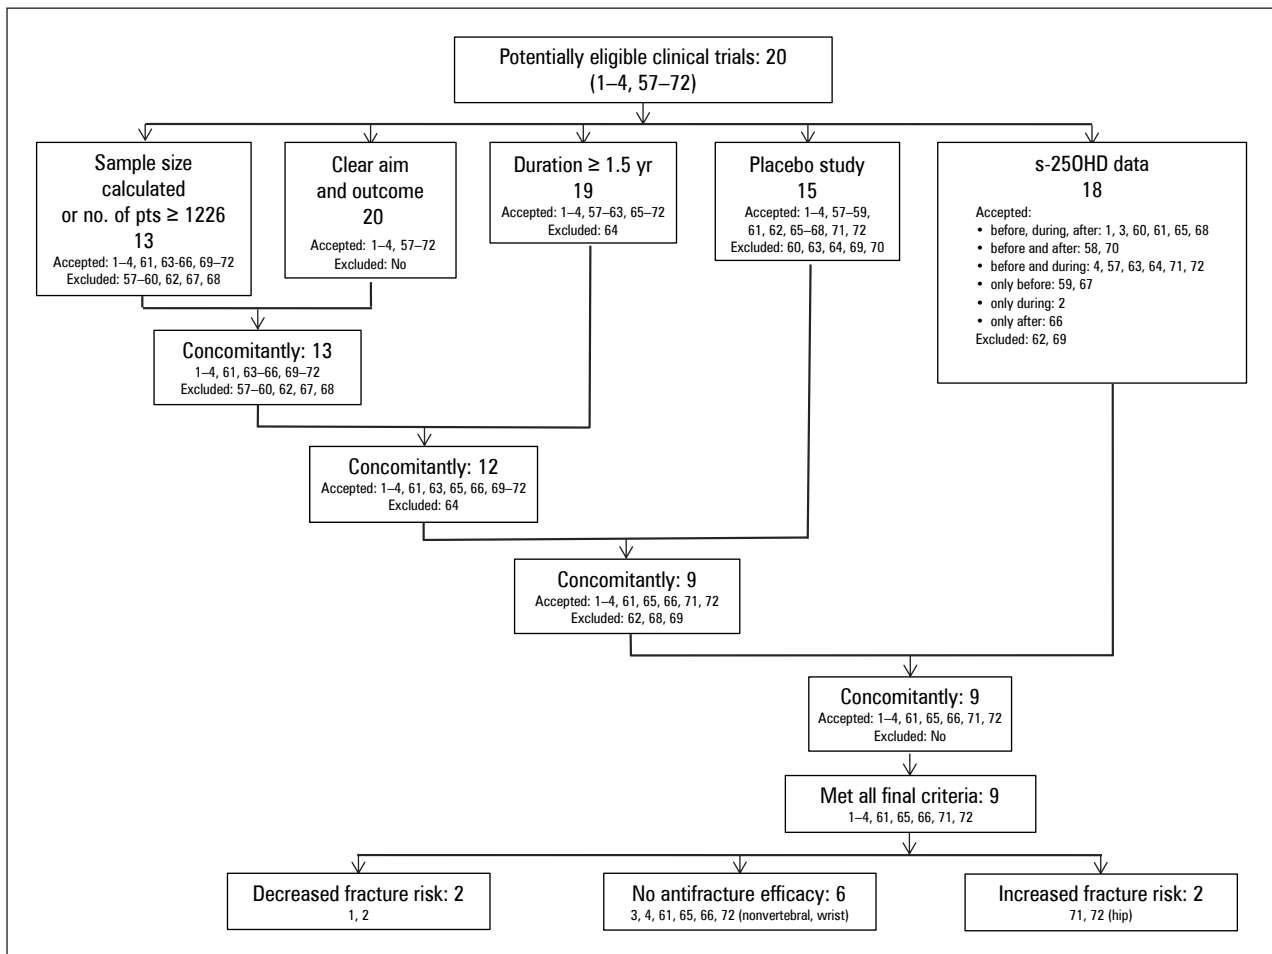 Potentially eligible clinical trials: 20
(1–4, 57–72)
Sample size
calculated
or no. of pts ≥ 1226
13
Accepted: 1–4, 61, 63-66, 69–72
Excluded: 57–60, 62, 67, 68
Clear aim
and outcome
20
Accepted: 1–4, 57–72
Excluded: No
Duration ≥ 1.5 yr
19
Accepted: 1–4, 57–63, 65–72
Excluded: 64
Placebo study
15
Accepted: 1–4, 57–59,
61, 62, 65–68, 71, 72
Excluded: 60, 63, 64, 69, 70
s-25OHD data
18
Accepted:
• before, during, after: 1, 3, 60, 61, 65, 68
• before and after: 58, 70
• before and during: 4, 57, 63, 64, 71, 72
• only before: 59, 67
• only during: 2
• only after: 66
Excluded: 62, 69
Concomitantly: 13
1–4, 61, 63–66, 69–72
Excluded: 57–60, 62, 67, 68
Concomitantly: 12
Accepted: 1–4, 61, 63, 65, 66, 69–72
Excluded: 64
Concomitantly: 9
Accepted: 1–4, 61, 65, 66, 71, 72
Excluded: 62, 68, 69
Concomitantly: 9
Accepted: 1–4, 61, 65, 66, 71, 72
Excluded: No
Met all final criteria: 9
1–4, 61, 65, 66, 71, 72
Decreased fracture risk: 2
1, 2
No antifracture efficacy: 6
3, 4, 61, 65, 66, 72 (nonvertebral, wrist)
Increased fracture risk: 2
71, 72 (hip)